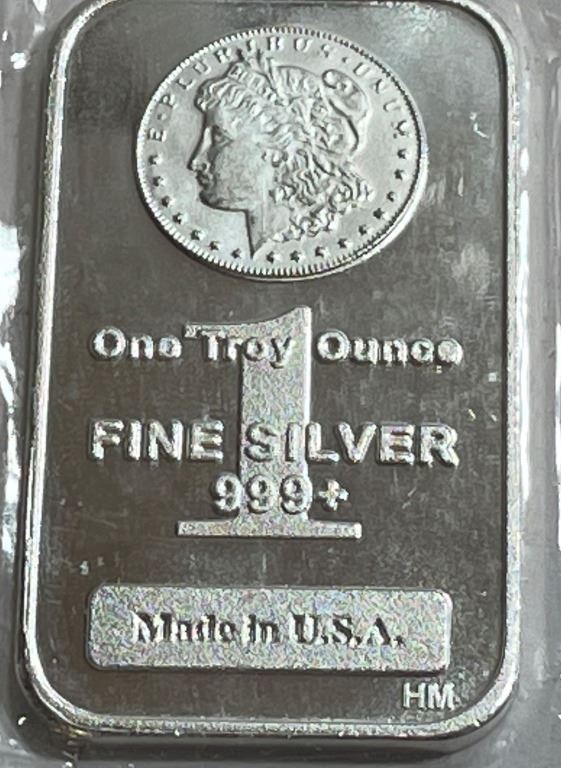 E·PLURIBUS·UNUM
One Troy Ounce
1
FINE SILVER
999+
Made in U.S.A.
HM